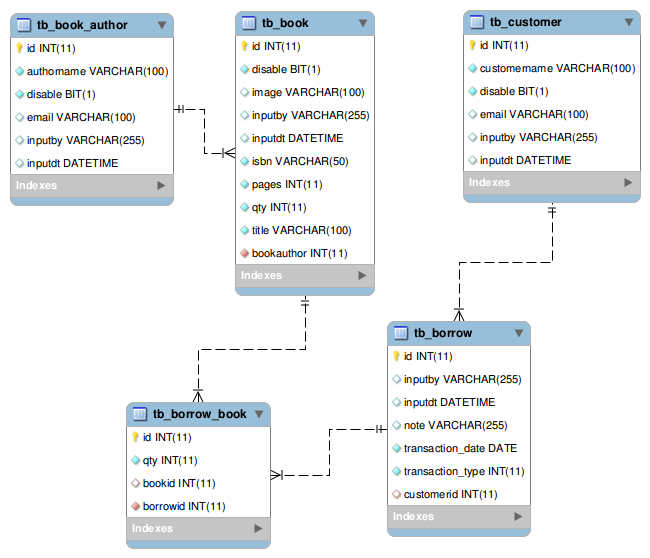 tb_book_author
id INT(11)
authorname VARCHAR(100)
disable BIT(1)
email VARCHAR(100)
inputby VARCHAR(255)
inputdt DATETIME
Indexes
tb_book
id INT(11)
disable BIT(1)
image VARCHAR(100)
inputby VARCHAR(255)
inputdt DATETIME
isbn VARCHAR(50)
pages INT(11)
qty INT(11)
title VARCHAR(100)
bookauthor INT(11)
Indexes
tb_customer
id INT(11)
customername VARCHAR(100)
disable BIT(1)
email VARCHAR(100)
inputby VARCHAR(255)
inputdt DATETIME
Indexes
tb_borrow
id INT(11)
inputby VARCHAR(255)
inputdt DATETIME
note VARCHAR(255)
transaction_date DATE
transaction_type INT(11)
customerid INT(11)
Indexes
tb_borrow_book
id INT(11)
qty INT(11)
bookid INT(11)
borrowid INT(11)
Indexes